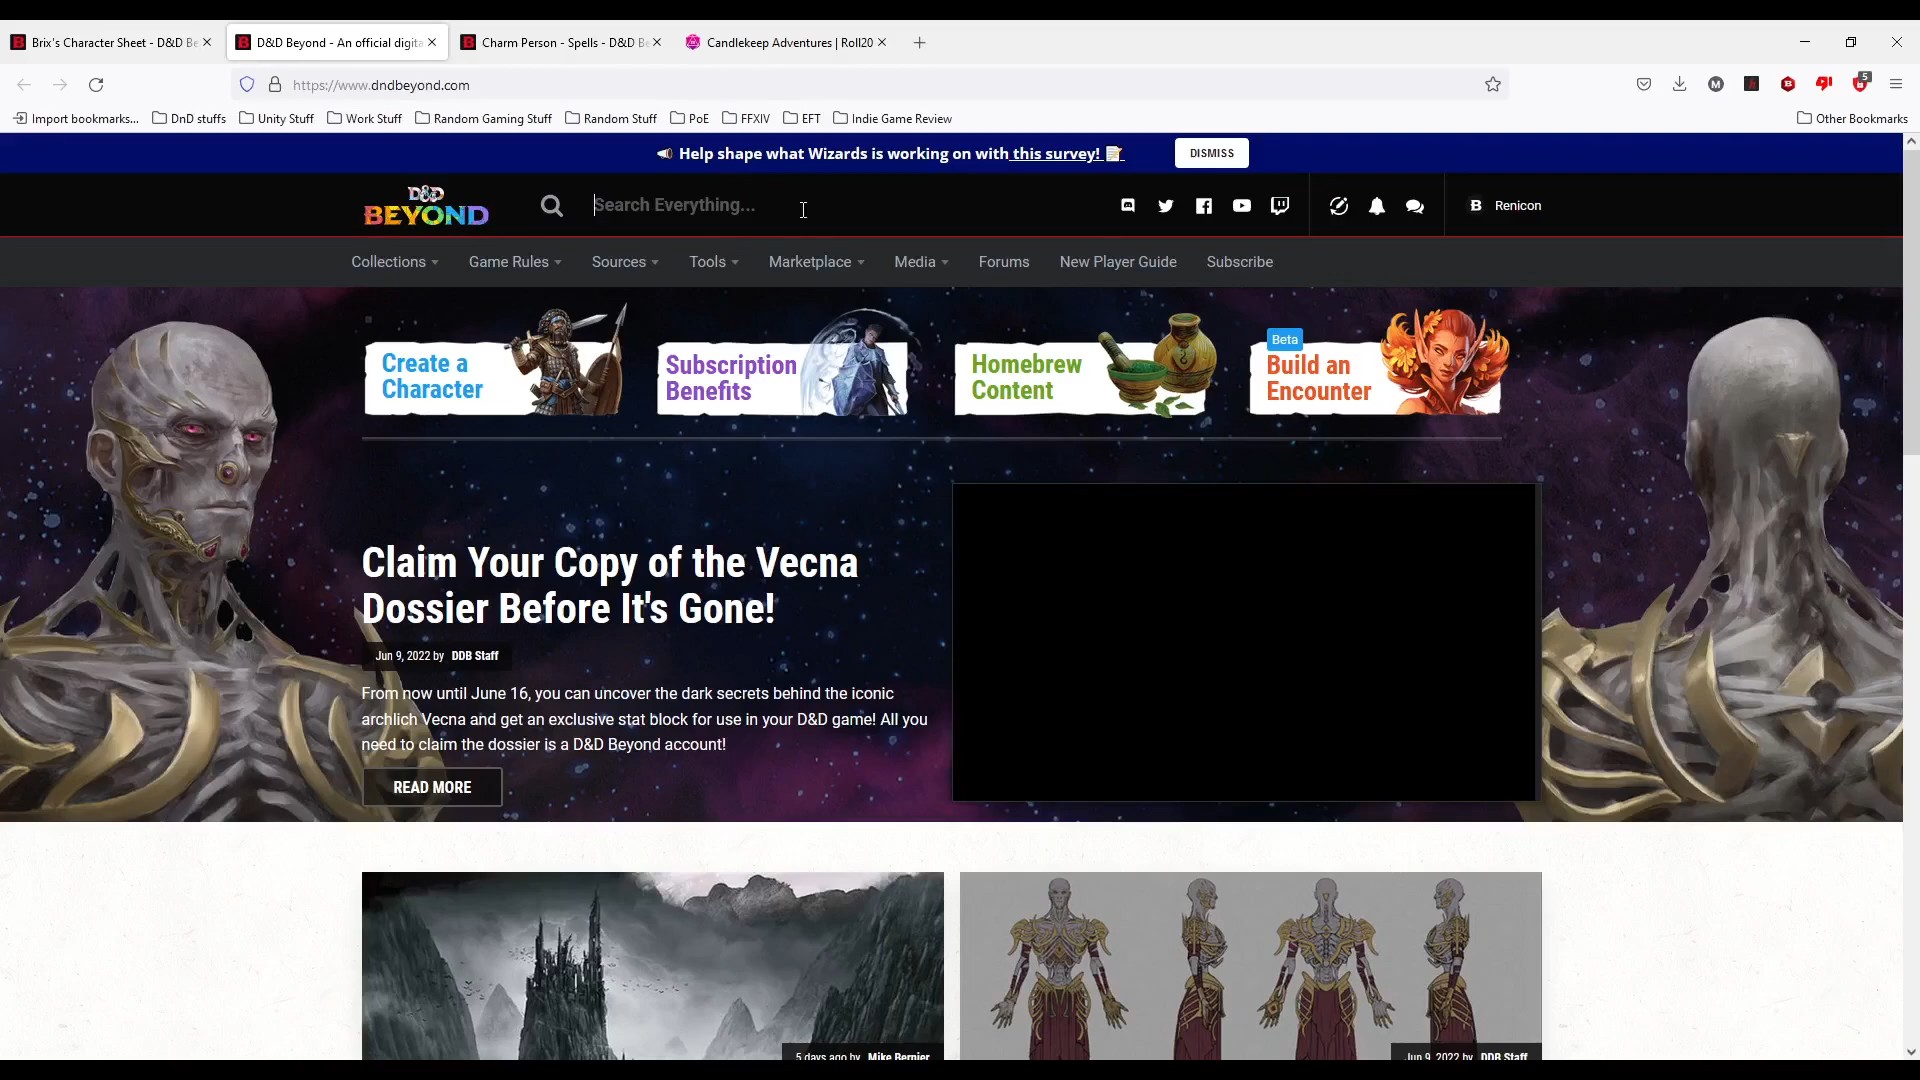 Brix's Character Sheet - D&D Be
D&D Beyond - An official digita
Charm Person - Spells - D&D Be
Candlekeep Adventures | Roll20
https://www.dndbeyond.com
5
Import bookmarks...
DnD stuffs
Unity Stuff
Work Stuff
Random Gaming Stuff
Random Stuff
PoE
FFXIV
EFT
Indie Game Review
Other Bookmarks
Help shape what Wizards is working on with this survey!
DISMISS
D&D
BEYOND
Search Everything...
Renicon
Collections
Game Rules
Sources
Tools
Marketplace
Media
Forums
New Player Guide
Subscribe
Create a
Character
Subscription
Benefits
Homebrew
Content
Beta
Build an
Encounter
Claim Your Copy of the Vecna
Dossier Before It's Gone!
Jun 9, 2022 by DDB Staff
From now until June 16, you can uncover the dark secrets behind the iconic
archlich Vecna and get an exclusive stat block for use in your D&D game! All you
need to claim the dossier is a D&D Beyond account!
READ MORE
5 days ago by Mike Bernier
Jun 9, 2022 by DDB Staff